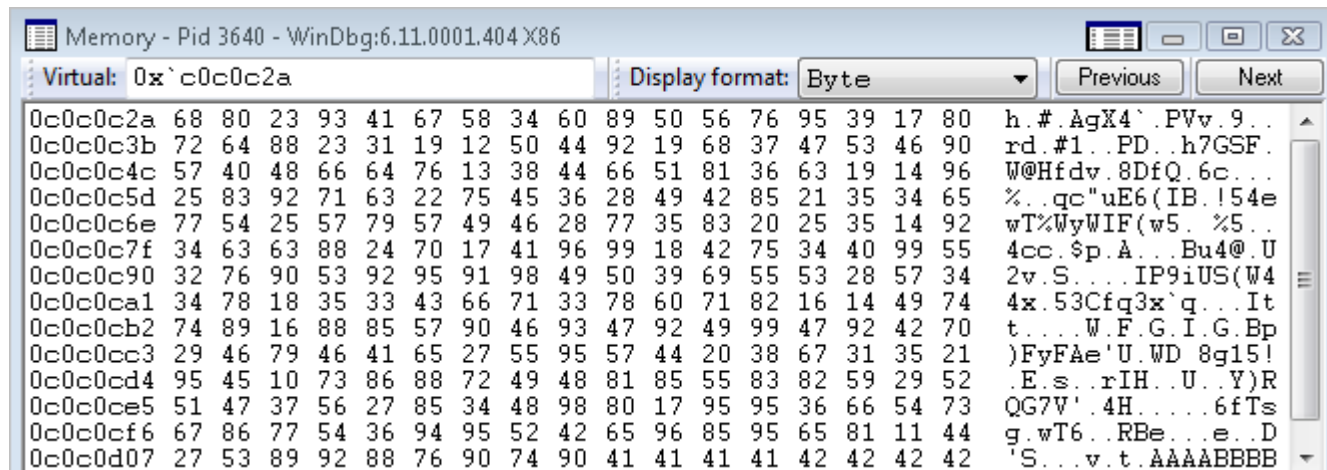 Memory - Pid 3640 - WinDbg:6.11.0001.404 X86
Virtual: 0x`c0c0c2a Display format: Byte Previous Next
0c0c0c2a 68 80 23 93 41 67 58 34 60 89 50 56 76 95 39 17 80 h.#.AgX4`.PVv.9..
0c0c0c3b 72 64 88 23 31 19 12 50 44 92 19 68 37 47 53 46 90 rd.#1..PD..h7GSF.
0c0c0c4c 57 40 48 66 64 76 13 38 44 66 51 81 36 63 19 14 96 W@Hfdv.8DfQ.6c...
0c0c0c5d 25 83 92 71 63 22 75 45 36 28 49 42 85 21 35 34 65 %..qc"uE6(IB.!54e
0c0c0c6e 77 54 25 57 79 57 49 46 28 77 35 83 20 25 35 14 92 wT%WyWIF(w5. %5..
0c0c0c7f 34 63 63 88 24 70 17 41 96 99 18 42 75 34 40 99 55 4cc.$p.A...Bu4@.U
0c0c0c90 32 76 90 53 92 95 91 98 49 50 39 69 55 53 28 57 34 2v.S....IP9iUS(W4
0c0c0ca1 34 78 18 35 33 43 66 71 33 78 60 71 82 16 14 49 74 4x.53Cfq3x`q...It
0c0c0cb2 74 89 16 88 85 57 90 46 93 47 92 49 99 47 92 42 70 t....W.F.G.I.G.Bp
0c0c0cc3 29 46 79 46 41 65 27 55 95 57 44 20 38 67 31 35 21 )FyFAe'U.WD 8g15!
0c0c0cd4 95 45 10 73 86 88 72 49 48 81 85 55 83 82 59 29 52 .E.s..rIH..U..Y)R
0c0c0ce5 51 47 37 56 27 85 34 48 98 80 17 95 95 36 66 54 73 QG7V'.4H.....6fTs
0c0c0cf6 67 86 77 54 36 94 95 52 42 65 96 85 95 65 81 11 44 g.wT6..RBe...e..D
0c0c0d07 27 53 89 92 88 76 90 74 90 41 41 41 41 42 42 42 42 'S...v.t.AAAABBBB